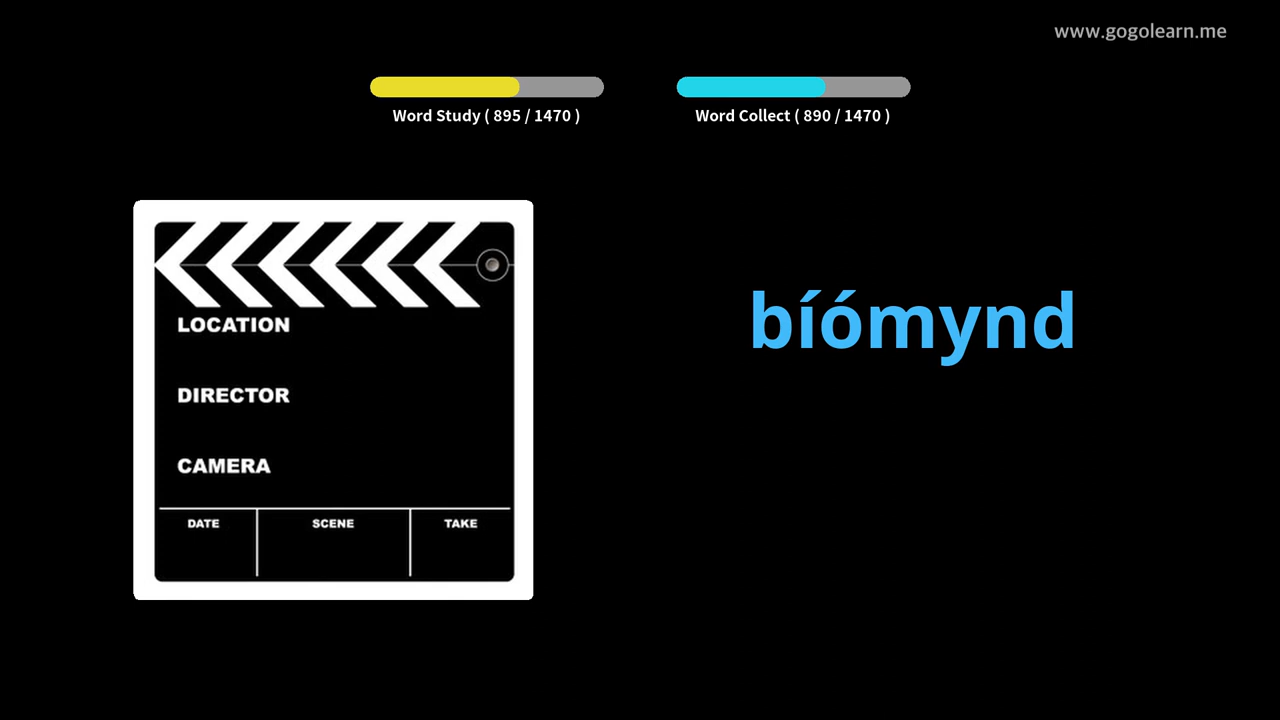 www.gogolearn.me
Word Study ( 895 / 1470 )
Word Collect ( 890 / 1470 )
LOCATION
DIRECTOR
CAMERA
DATE
SCENE
TAKE
bíómynd